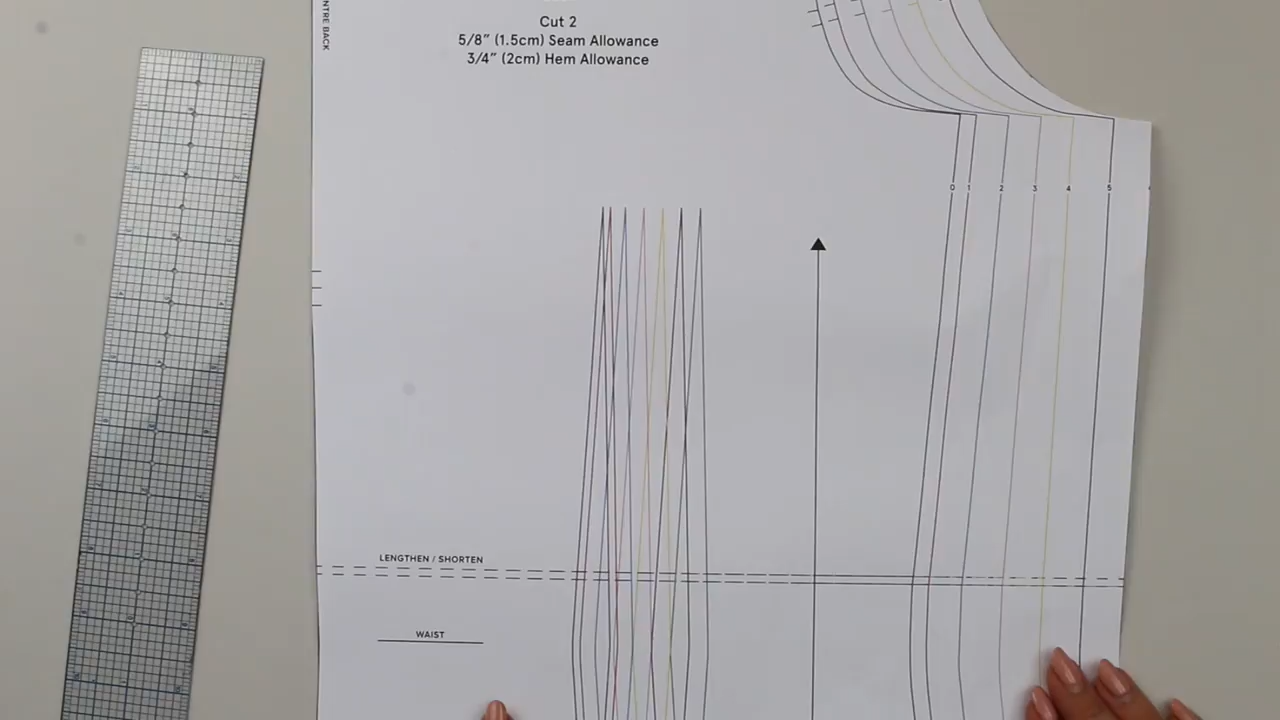 NTRE BACK
Cut 2
5/8" (1.5cm) Seam Allowance
3/4" (2cm) Hem Allowance
0 1 2 3 4 5
LENGTHEN / SHORTEN
WAIST